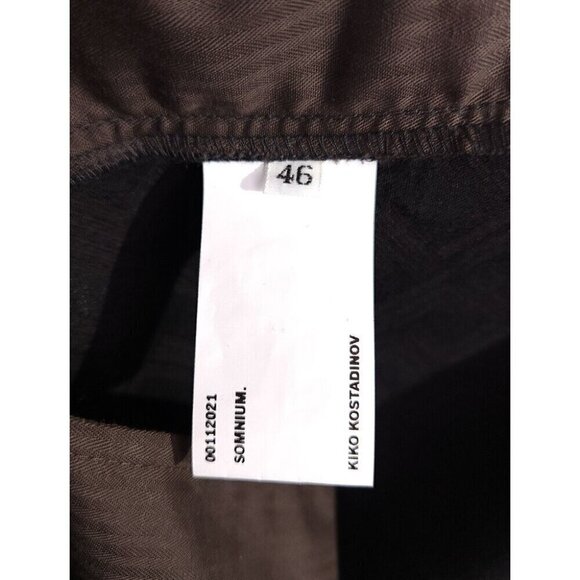 46
00112021
SOMNIUM.
KIKO KOSTADINOV